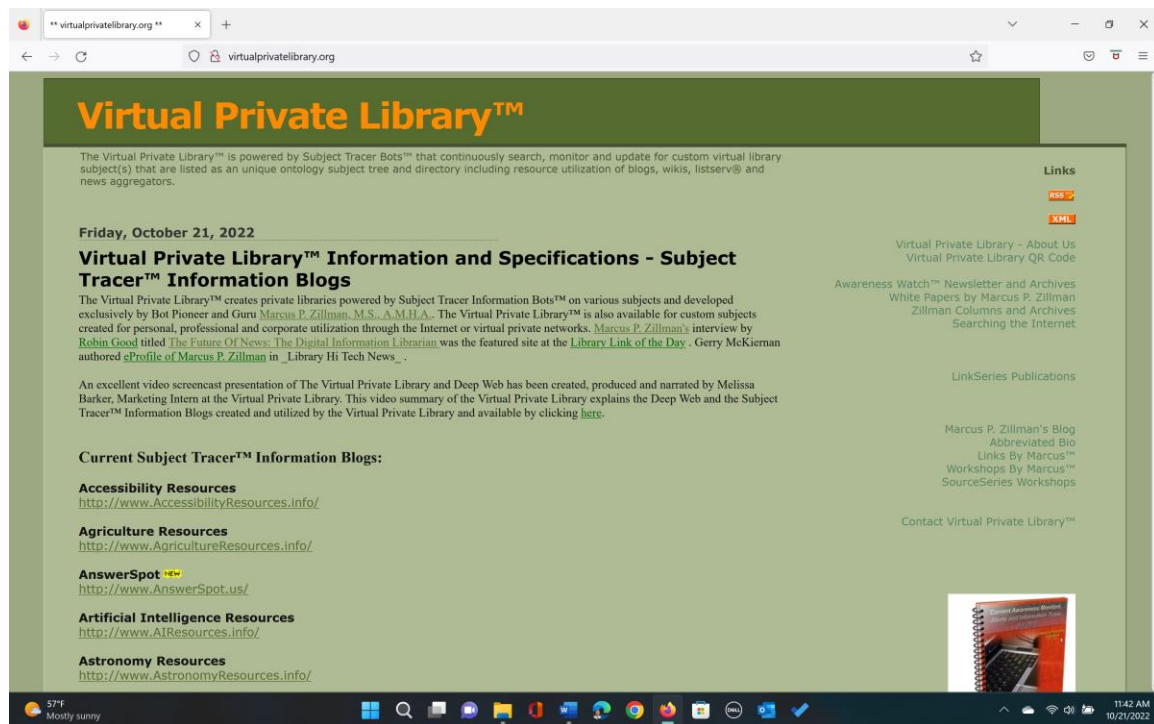 ** virtualprivatelibrary.org **
virtualprivatelibrary.org
Virtual Private Library™
The Virtual Private Library™ is powered by Subject Tracer Bots™ that continuously search, monitor and update for custom virtual library
subject(s) that are listed as an unique ontology subject tree and directory including resource utilization of blogs, wikis, listserv® and
news aggregators.
Friday, October 21, 2022
Virtual Private Library™ Information and Specifications - Subject
Tracer™ Information Blogs
The Virtual Private Library™ creates private libraries powered by Subject Tracer Information Bots™ on various subjects and developed
exclusively by Bot Pioneer and Guru Marcus P. Zillman, M.S., A.M.H.A.. The Virtual Private Library™ is also available for custom subjects
created for personal, professional and corporate utilization through the Internet or virtual private networks. Marcus P. Zillman's interview by
Robin Good titled The Future Of News: The Digital Information Librarian was the featured site at the Library Link of the Day . Gerry McKiernan
authored eProfile of Marcus P. Zillman in _Library Hi Tech News_ .
An excellent video screencast presentation of The Virtual Private Library and Deep Web has been created, produced and narrated by Melissa
Barker, Marketing Intern at the Virtual Private Library. This video summary of the Virtual Private Library explains the Deep Web and the Subject
Tracer™ Information Blogs created and utilized by the Virtual Private Library and available by clicking here.
Current Subject Tracer™ Information Blogs:
Accessibility Resources
http://www.AccessibilityResources.info/
Agriculture Resources
http://www.AgricultureResources.info/
AnswerSpot NEW
http://www.AnswerSpot.us/
Artificial Intelligence Resources
http://www.AIResources.info/
Astronomy Resources
http://www.AstronomyResources.info/
Links
RSS
XML
Virtual Private Library - About Us
Virtual Private Library QR Code
Awareness Watch™ Newsletter and Archives
White Papers by Marcus P. Zillman
Zillman Columns and Archives
Searching the Internet
LinkSeries Publications
Marcus P. Zillman's Blog
Abbreviated Bio
Links By Marcus™
Workshops By Marcus™
SourceSeries Workshops
Contact Virtual Private Library™
Current Awareness Monitors
57°F
Mostly sunny
DELL
11:42 AM
10/21/2022